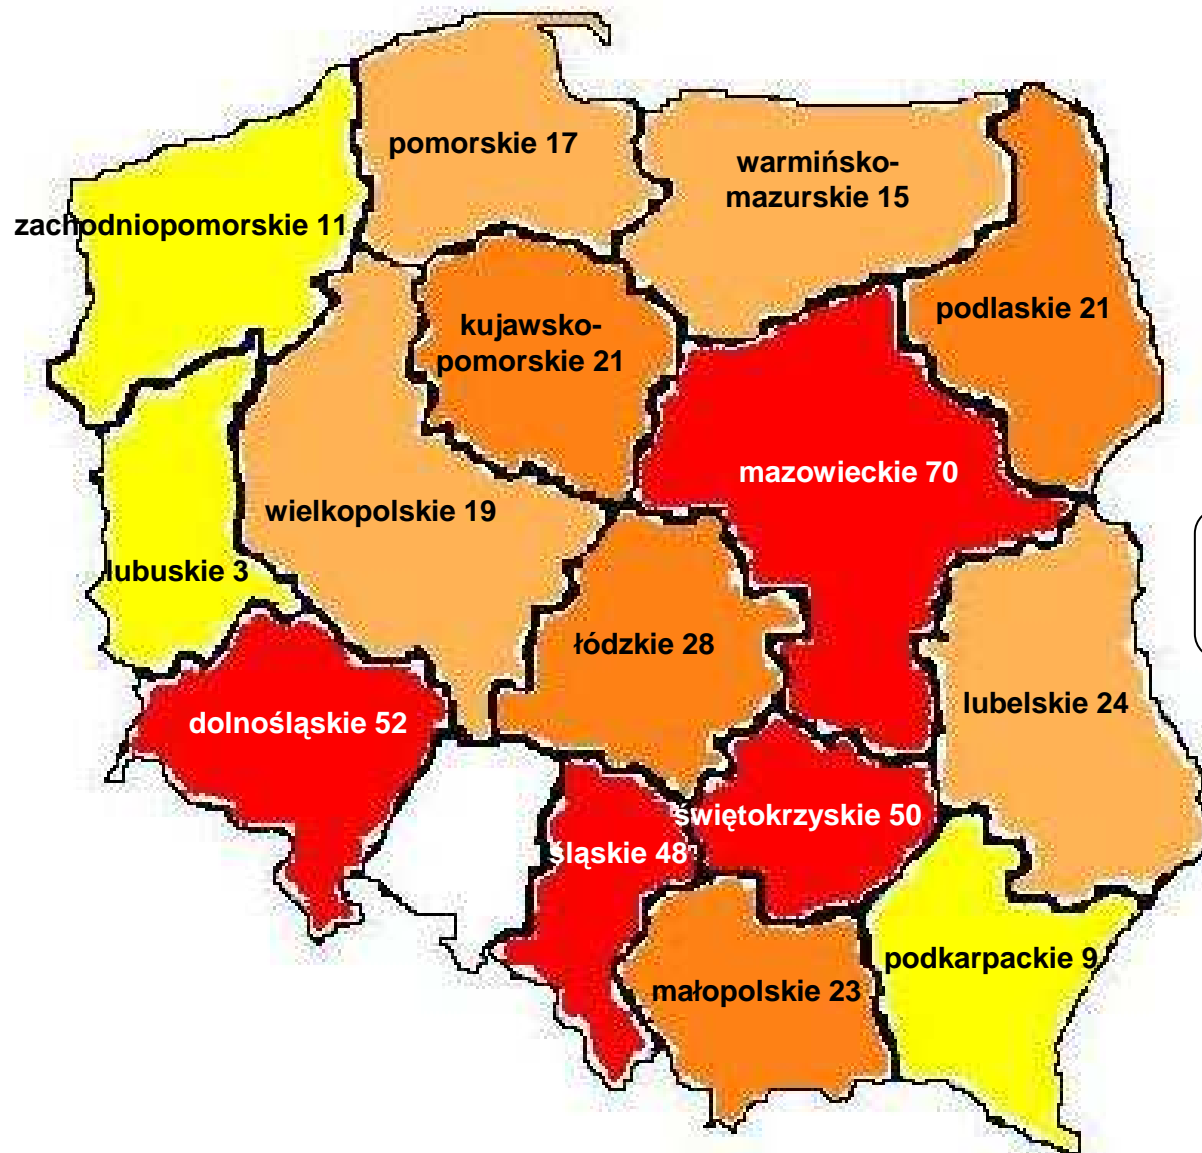 pomorskie 17
warmińsko-
mazurskie 15
zachodniopomorskie 11
podlaskie 21
kujawsko-
pomorskie 21
mazowieckie 70
wielkopolskie 19
lubuskie 3
łódzkie 28
lubelskie 24
dolnośląskie 52
świętokrzyskie 50
śląskie 48
podkarpackie 9
małopolskie 23